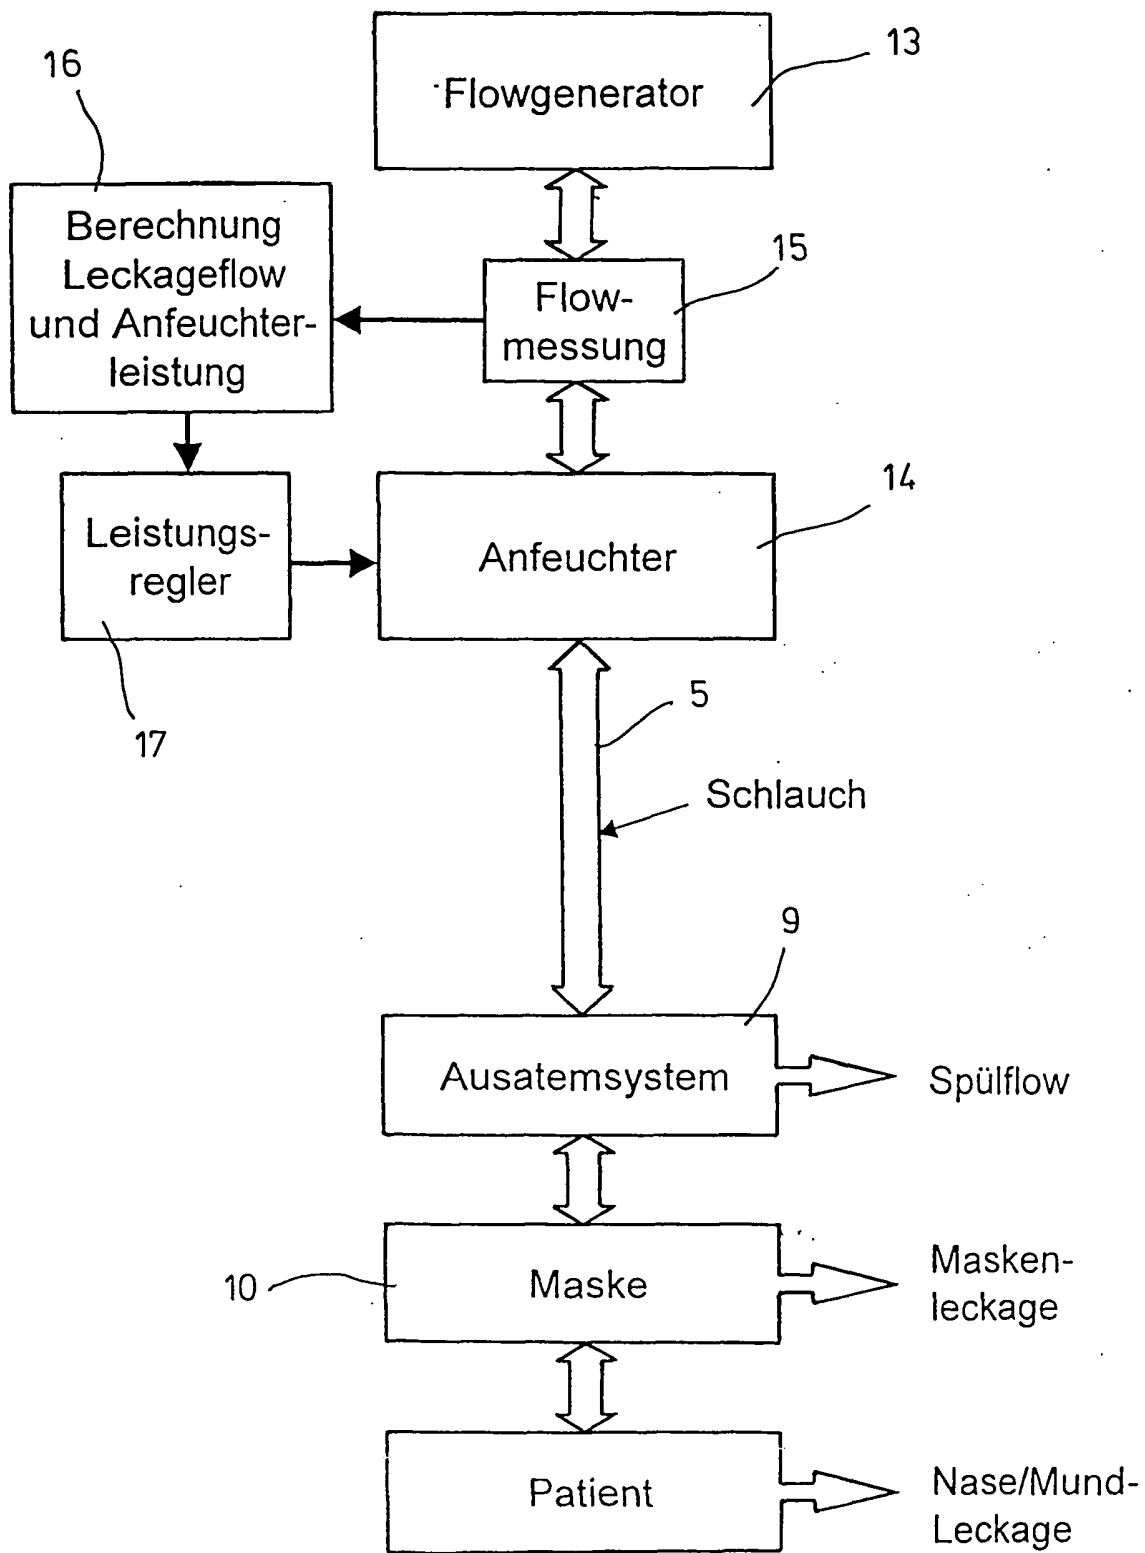 13
Flowgenerator
16
Berechnung
Leckageflow
und Anfeuchter-
leistung
15
Flow-
messung
14
Leistungs-
regler
Anfeuchter
17
5
Schlauch
9
Ausatemsystem
Spülflow
10
Maske
Masken-
leckage
Patient
Nase/Mund-
Leckage